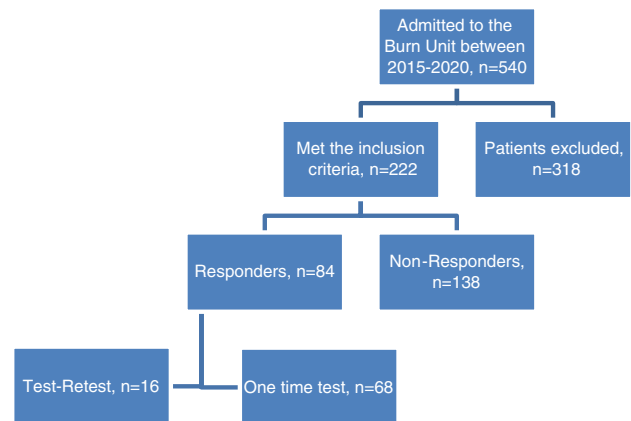 Admitted to the
Burn Unit between
2015-2020, n=540
Met the inclusion
criteria, n=222
Patients excluded,
n=318
Responders, n=84
Non-Responders,
n=138
Test-Retest, n=16
One time test, n=68